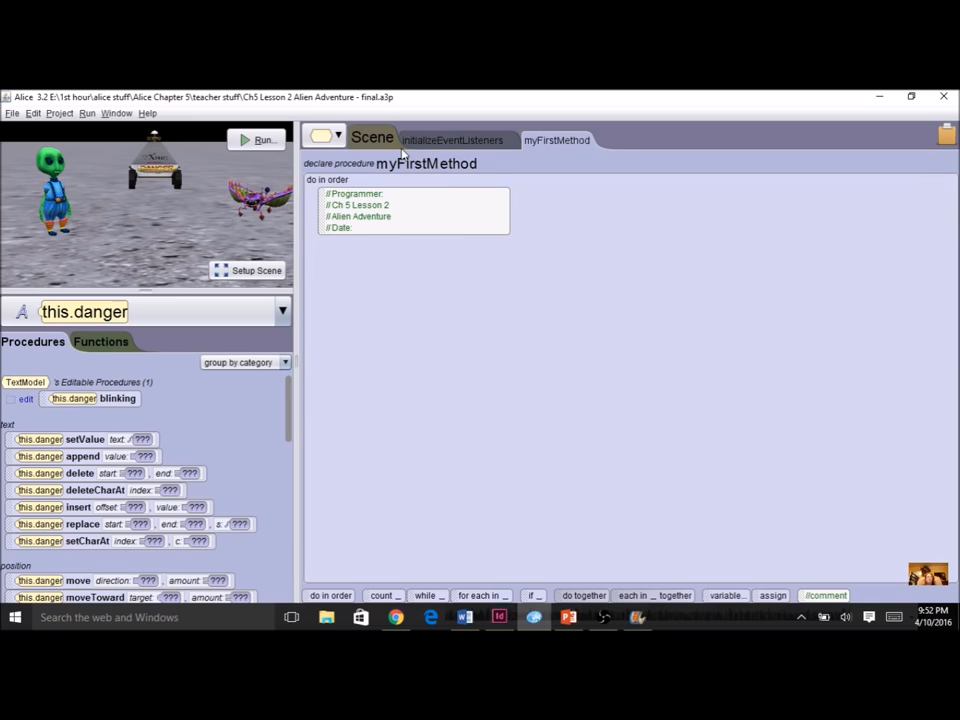 Alice 3.2 E:\1st hour\alice stuff\Alice Chapter 5\teacher stuff\Ch5 Lesson 2 Alien Adventure - final.a3p
File Edit Project Run Window Help
Run...
Scene initializeEventListeners myFirstMethod
declare procedure myFirstMethod
do in order
//Programmer:
//Ch 5 Lesson 2
//Alien Adventure
//Date:
DANGER
Setup Scene
this.danger
Procedures Functions
group by category
TextModel 's Editable Procedures (1)
edit this.danger blinking
text
this.danger setValue text: ???
this.danger append value: ???
this.danger delete start: ??? , end: ???
this.danger deleteCharAt index: ???
this.danger insert offset: ??? , value: ???
this.danger replace start: ??? , end: ??? , s: ???
this.danger setCharAt index: ??? , c: ???
position
this.danger move direction: ??? , amount: ???
this.danger moveToward target: ??? , amount: ???
do in order count _ while _ for each in _ if _ do together each in _ together variable... assign //comment
Search the web and Windows
9:52 PM
4/10/2016